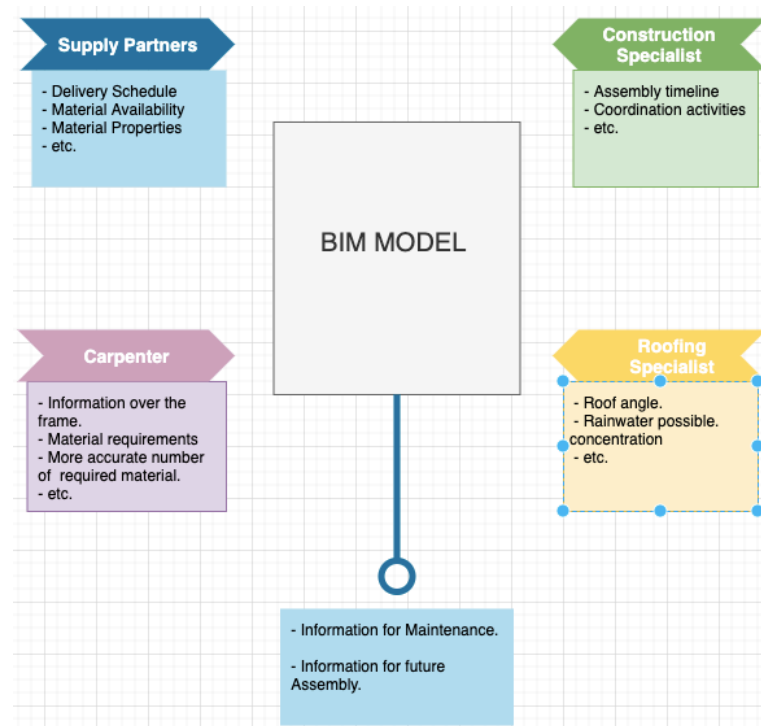 Supply Partners
- Delivery Schedule
- Material Availability
- Material Properties
- etc.
Construction
Specialist
- Assembly timeline
- Coordination activities
- etc.
BIM MODEL
Carpenter
- Information over the
frame.
- Material requirements
- More accurate number
of required material.
- etc.
Roofing
Specialist
- Roof angle.
- Rainwater possible.
concentration
- etc.
- Information for Maintenance.
- Information for future
Assembly.